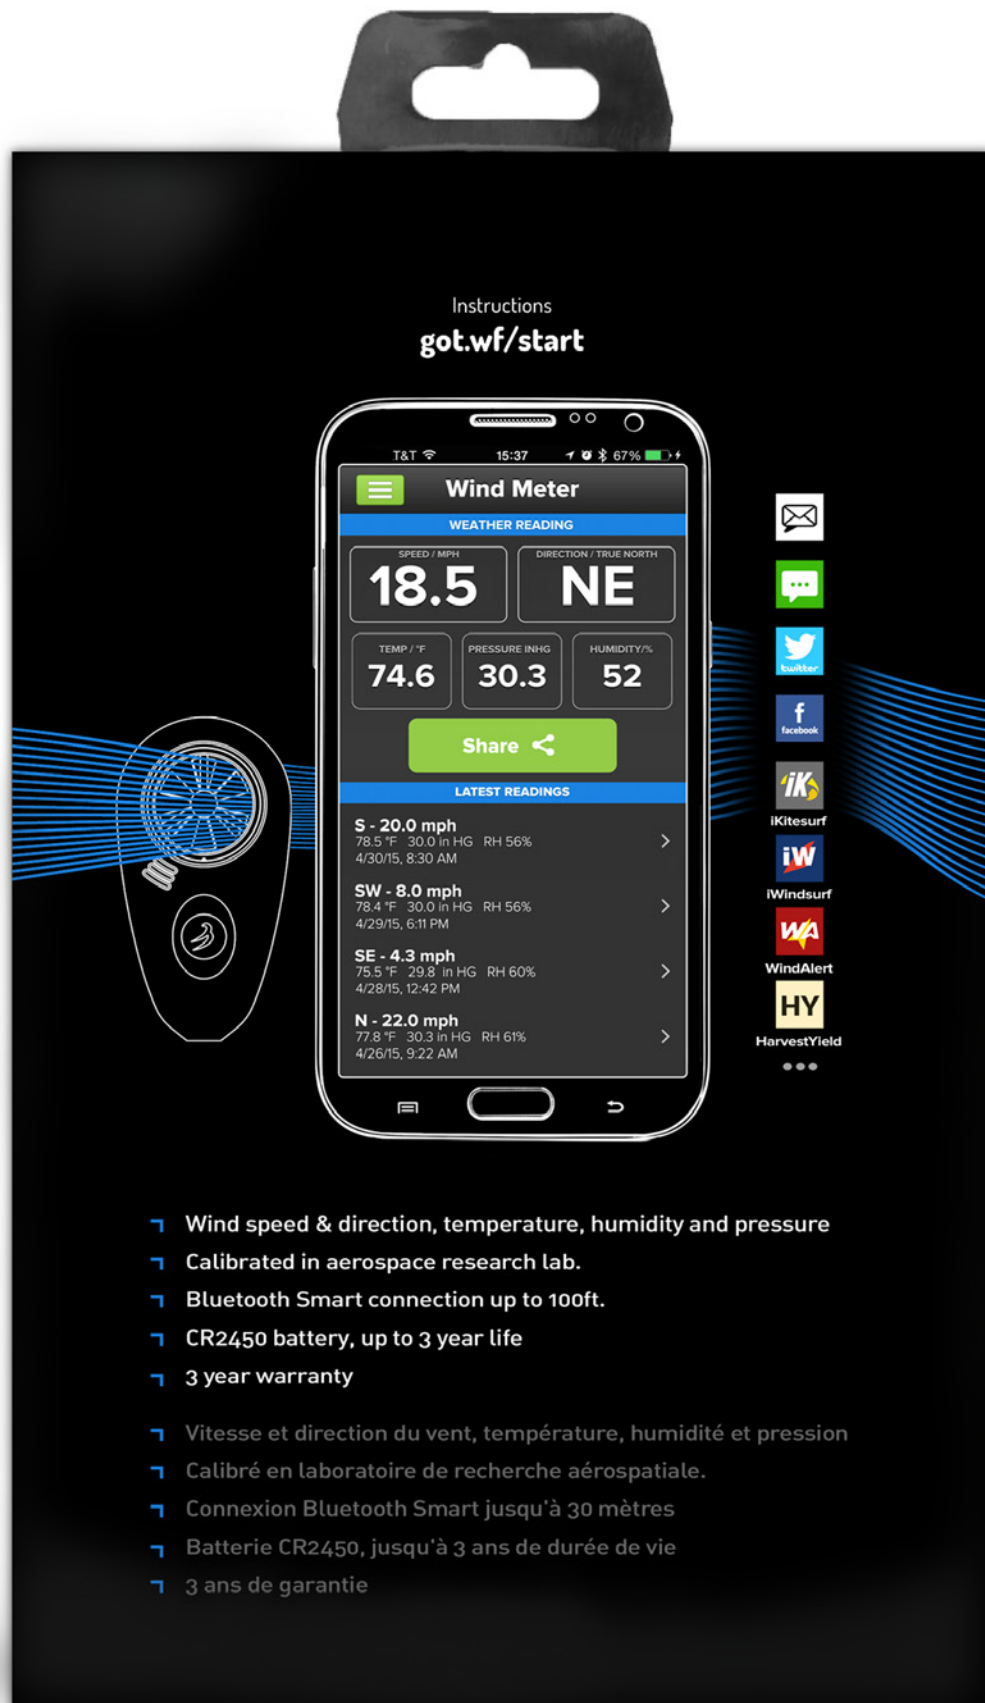 Instructions
got.wf/start
T&T 15:37 67%
Wind Meter
WEATHER READING
SPEED / MPH DIRECTION / TRUE NORTH
18.5 NE
TEMP / °F PRESSURE INHG HUMIDITY/%
74.6 30.3 52
Share
LATEST READINGS
S - 20.0 mph
78.5 °F 30.0 in HG RH 56%
4/30/15, 8:30 AM
SW - 8.0 mph
78.4 °F 30.0 in HG RH 56%
4/29/15, 6:11 PM
SE - 4.3 mph
75.5 °F 29.8 in HG RH 60%
4/28/15, 12:42 PM
N - 22.0 mph
77.8 °F 30.3 in HG RH 61%
4/26/15, 9:22 AM
twitter
f
facebook
iK
iKitesurf
iW
iWindsurf
WA
WindAlert
HY
HarvestYield
Wind speed & direction, temperature, humidity and pressure
Calibrated in aerospace research lab.
Bluetooth Smart connection up to 100ft.
CR2450 battery, up to 3 year life
3 year warranty
Vitesse et direction du vent, température, humidité et pression
Calibré en laboratoire de recherche aérospatiale.
Connexion Bluetooth Smart jusqu'à 30 mètres
Batterie CR2450, jusqu'à 3 ans de durée de vie
3 ans de garantie